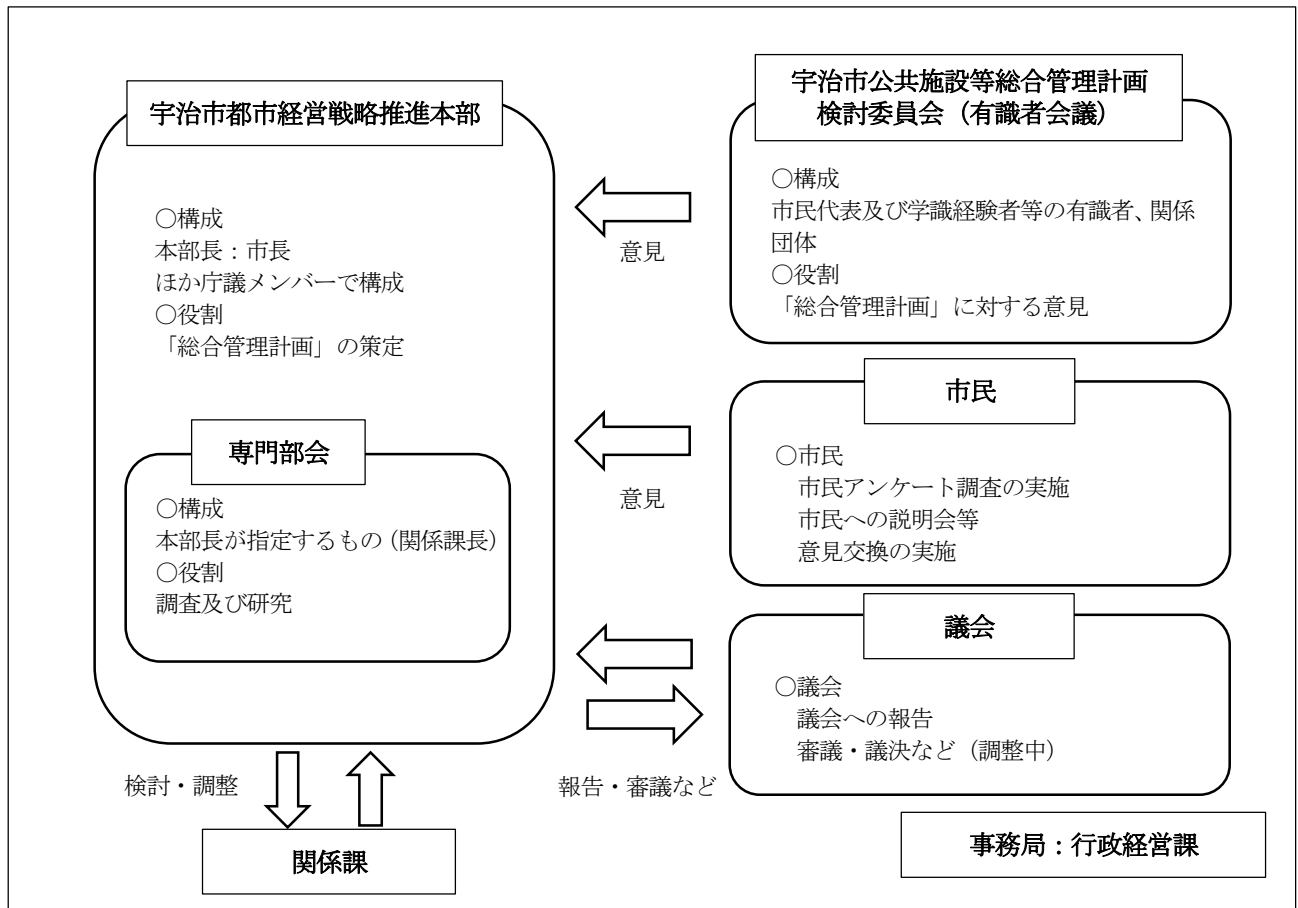 宇治市都市経営戦略推進本部
○構成
本部長：市長
ほか庁議メンバーで構成
○役割
「総合管理計画」の策定
専門部会
○構成
本部長が指定するもの（関係課長）
○役割
調査及び研究
意見
意見
宇治市公共施設等総合管理計画
検討委員会（有識者会議）
○構成
市民代表及び学識経験者等の有識者、関係
団体
○役割
「総合管理計画」に対する意見
市民
○市民
市民アンケート調査の実施
市民への説明会等
意見交換の実施
議会
○議会
議会への報告
審議・議決など（調整中）
検討・調整
報告・審議など
関係課
事務局：行政経営課